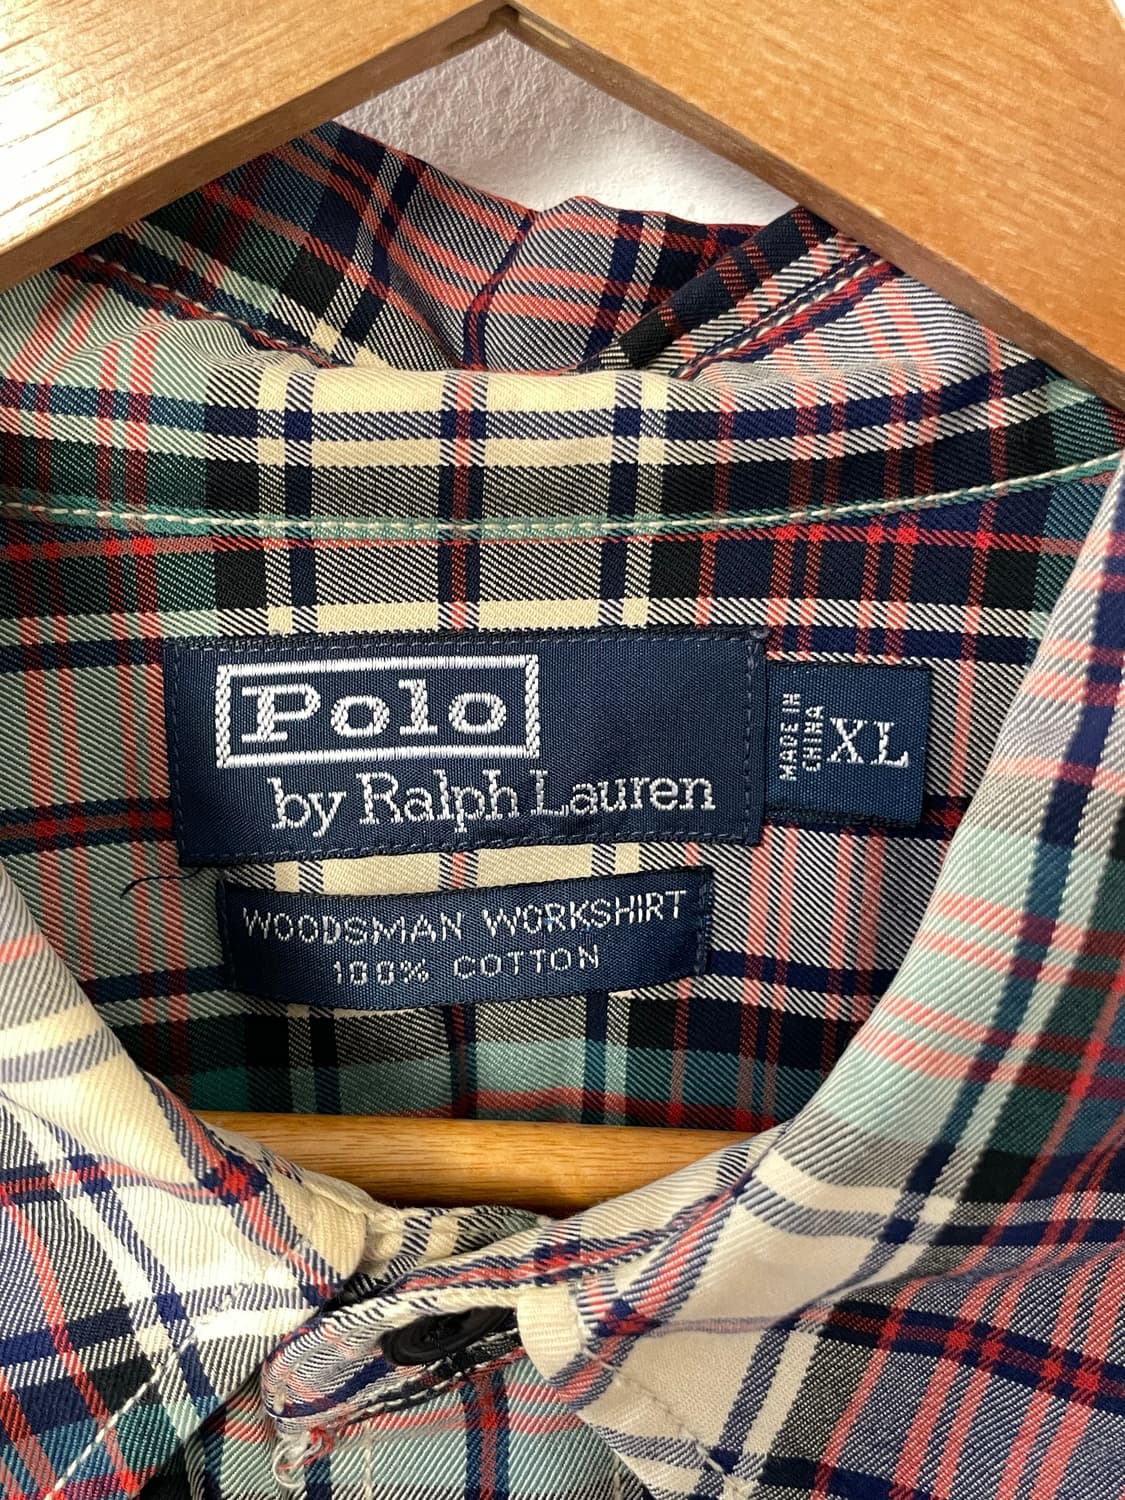 Polo
by Ralph Lauren
MADE IN
CHINA
XL
WOODSMAN WORKSHIRT
100% COTTON